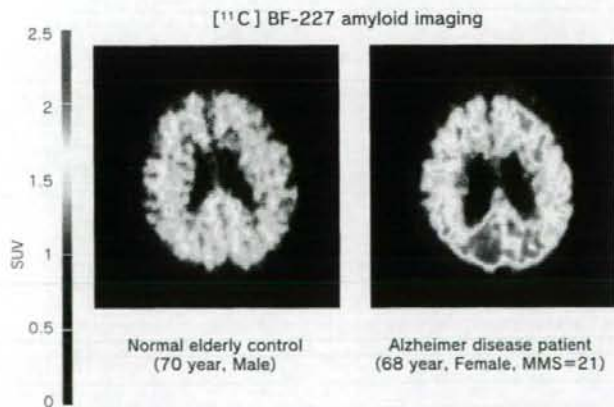 [¹¹C] BF-227 amyloid imaging
2.5
2
1.5
1
0.5
0
SUV
Normal elderly control
(70 year, Male)
Alzheimer disease patient
(68 year, Female, MMS=21)